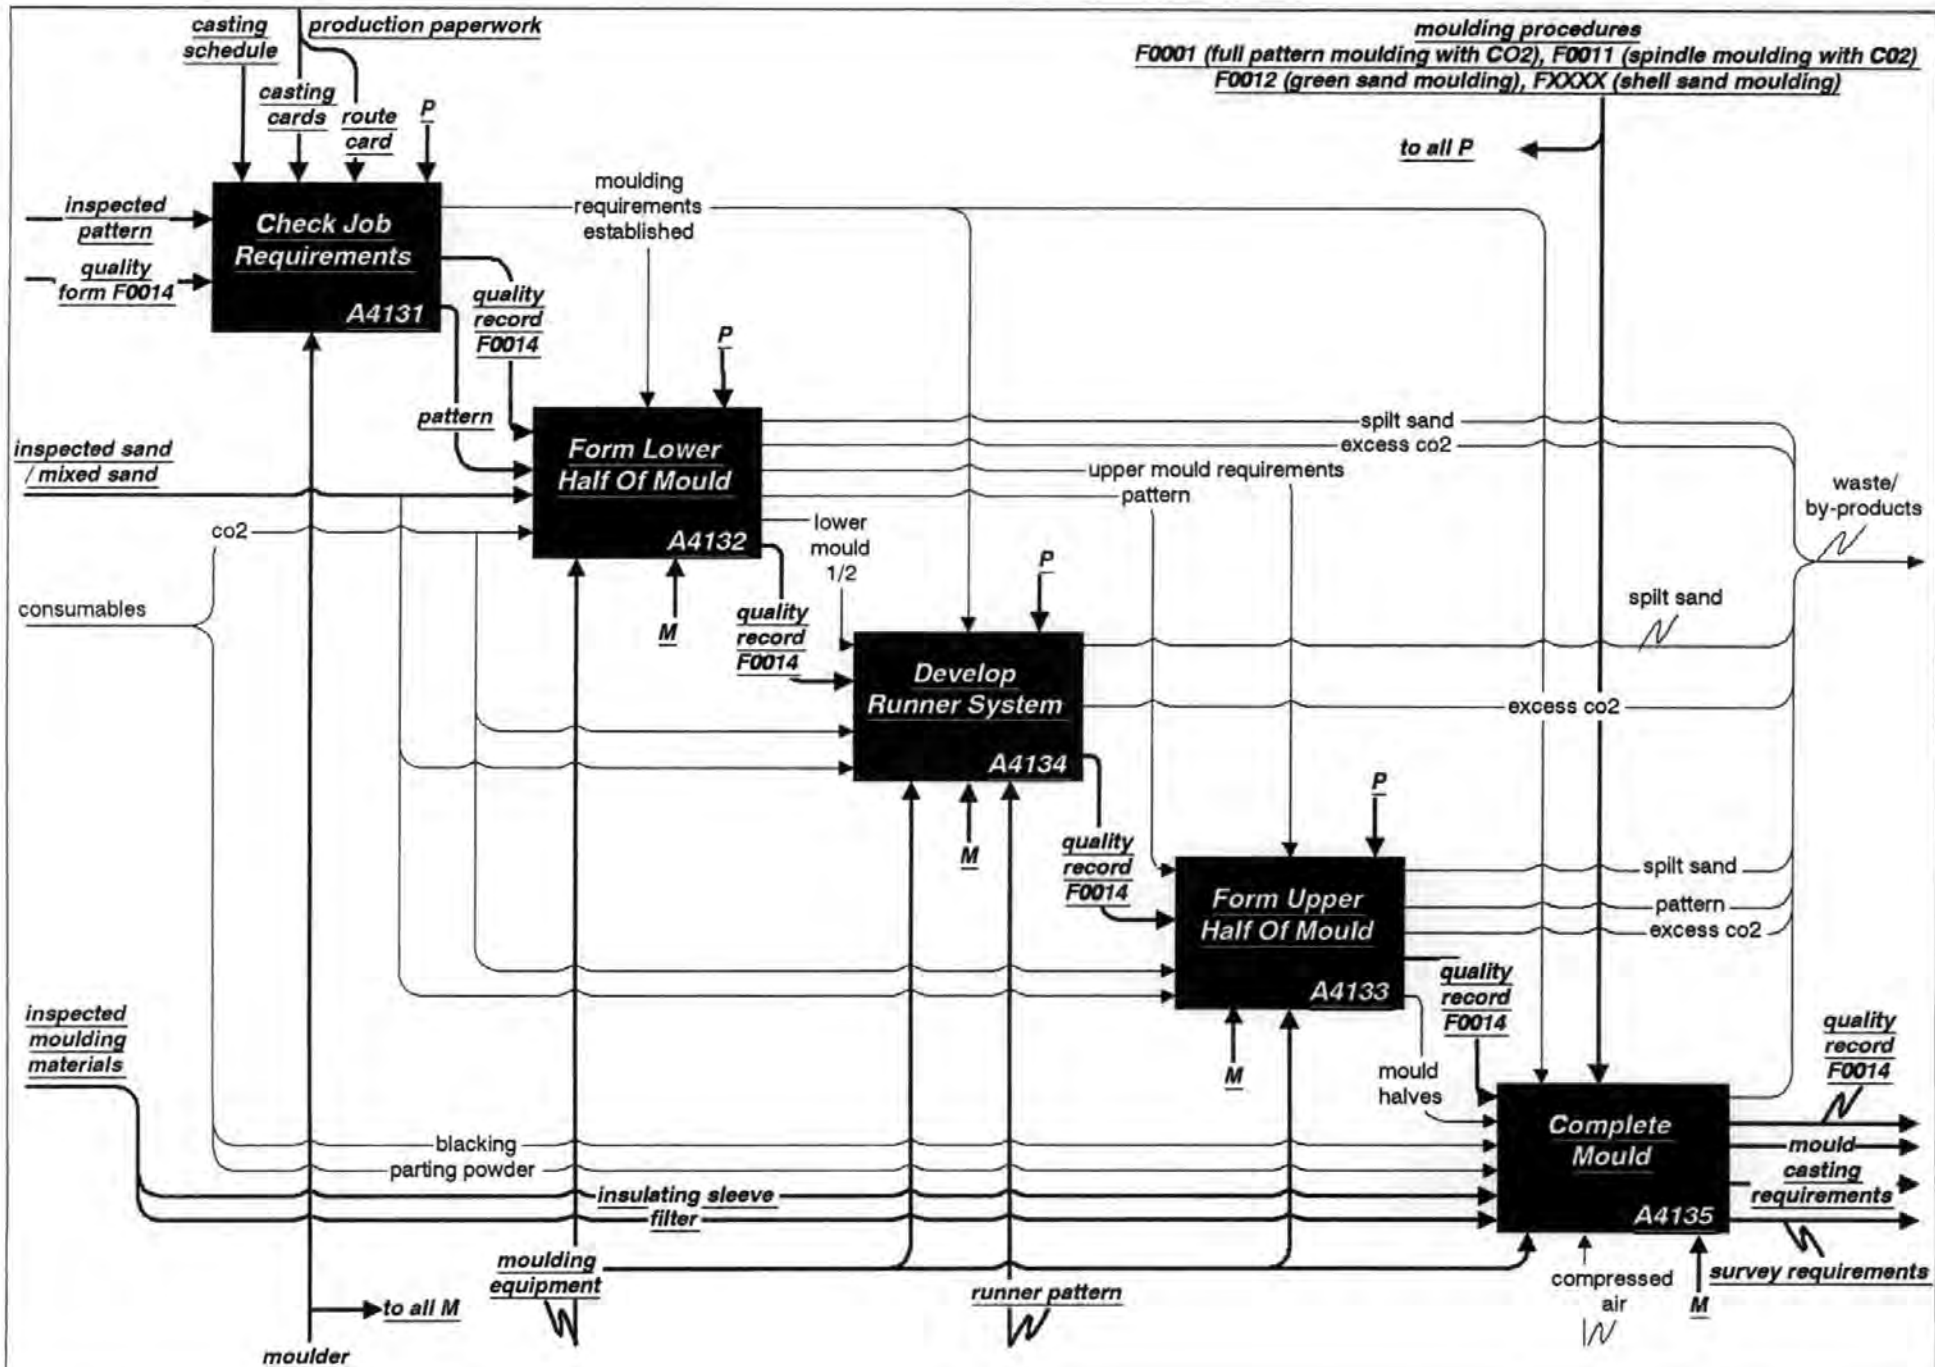 casting
schedule
production paperwork
casting
cards
route
card
P
moulding procedures
F0001 (full pattern moulding with CO2), F0011 (spindle moulding with C02)
F0012 (green sand moulding), FXXXX (shell sand moulding)
to all P
inspected
pattern
quality
form F0014
Check Job
Requirements
A4131
moulding
requirements
established
quality
record
F0014
P
pattern
inspected sand
/ mixed sand
Form Lower
Half Of Mould
A4132
spilt sand
excess co2
upper mould requirements
pattern
waste/
by-products
co2
lower
mould
1/2
consumables
M
quality
record
F0014
P
spilt sand
Develop
Runner System
A4134
excess co2
M
quality
record
F0014
P
Form Upper
Half Of Mould
A4133
spilt sand
pattern
excess co2
quality
record
F0014
inspected
moulding
materials
M
mould
halves
quality
record
F0014
Complete
Mould
A4135
blacking
parting powder
insulating sleeve
filter
mould
casting
requirements
moulding
equipment
runner pattern
compressed
air
M
survey requirements
to all M
moulder